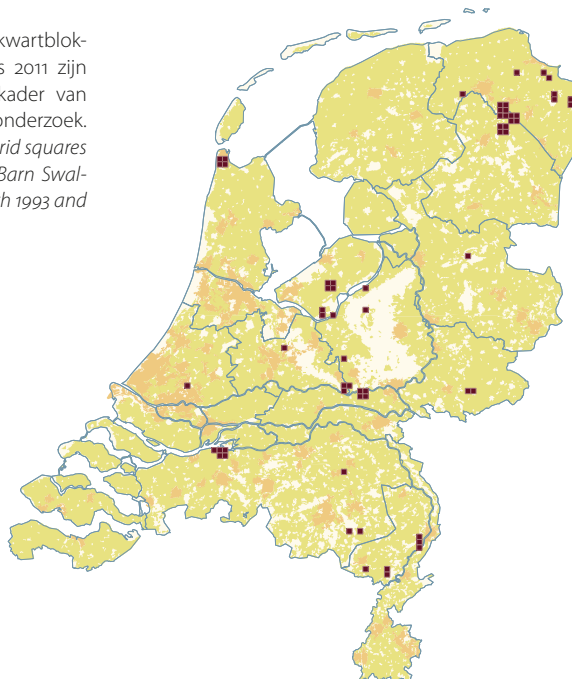 kwartblok-
s 2011 zijn
kader van
onderzoek.
rid squares
Barn Swal-
h 1993 and